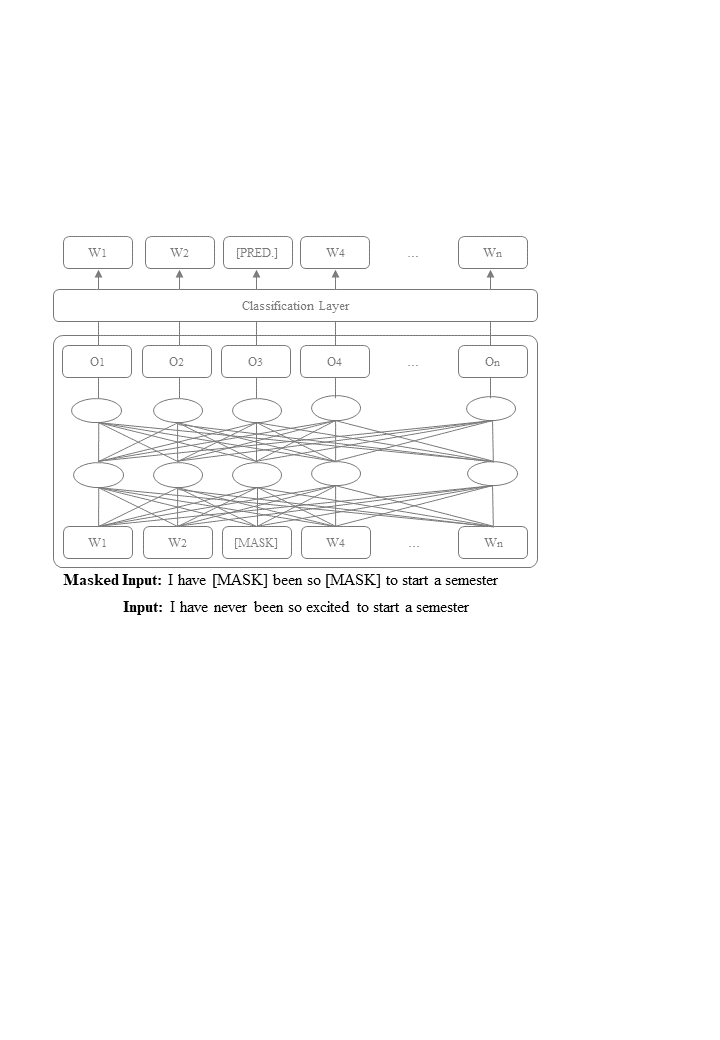 W1 W2 [PRED.] W4 ... Wn
Classification Layer
O1 O2 O3 O4 ... On
W1 W2 [MASK] W4 ... Wn
Masked Input: I have [MASK] been so [MASK] to start a semester
Input: I have never been so excited to start a semester